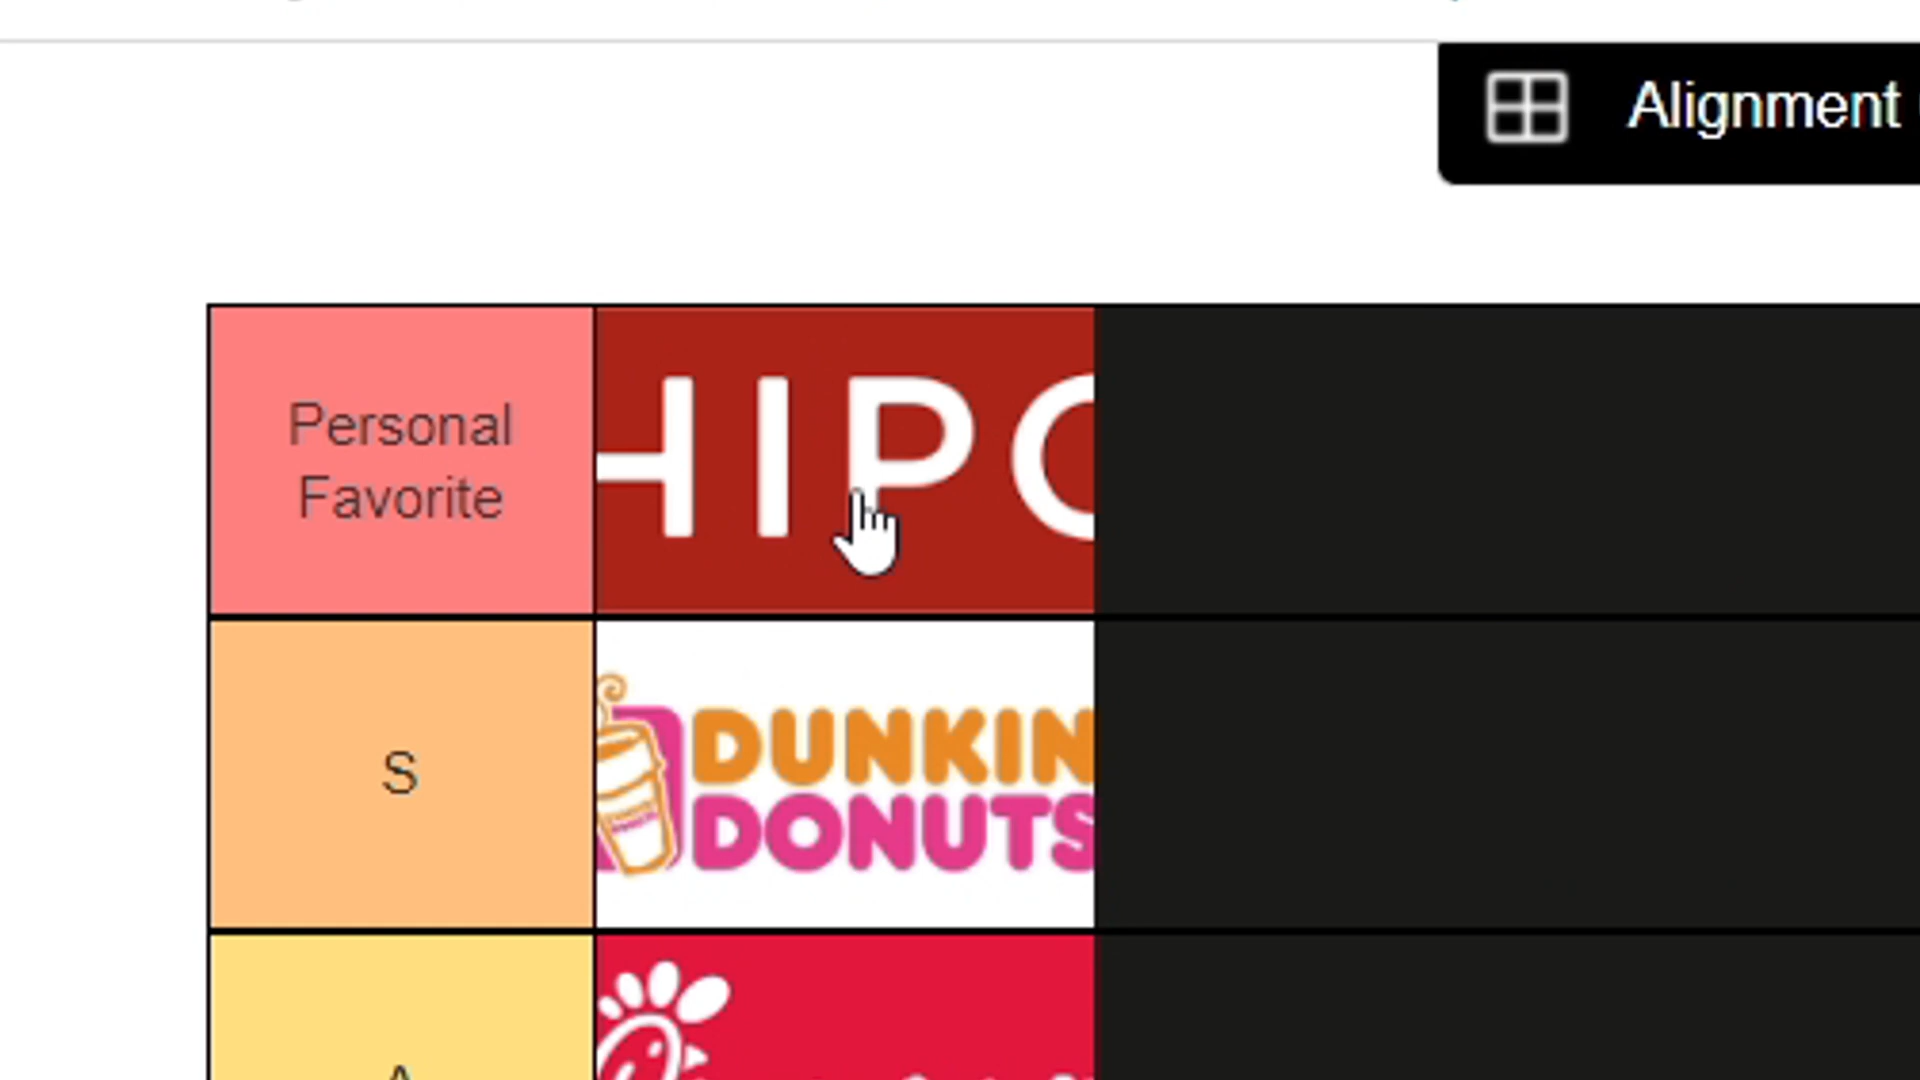 Alignment
Personal
Favorite
HIPO
S
DUNKIN
DONUTS
A